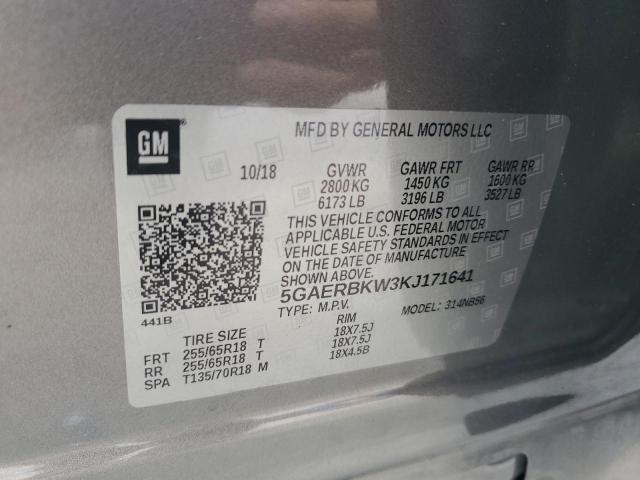 GM
MFD BY GENERAL MOTORS LLC
10/18 GVWR GAWR FRT GAWR RR
2800 KG 1450 KG 1600 KG
6173 LB 3196 LB 3527 LB
THIS VEHICLE CONFORMS TO ALL
APPLICABLE U.S. FEDERAL MOTOR
VEHICLE SAFETY STANDARDS IN EFFECT
ON THE DATE OF MANUFACTURE
SHOWN ABOVE.
5GAERBKW3KJ171641
TYPE: M.P.V. MODEL: 314NB56
441B
TIRE SIZE RIM
FRT 255/65R18 T 18X7.5J
RR 255/65R18 T 18X7.5J
SPA T135/70R18 M 18X4.5B